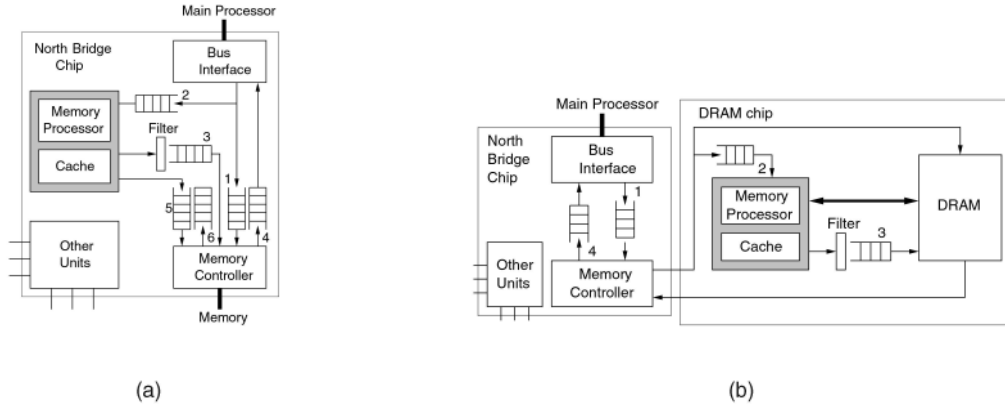 Main Processor
North Bridge
Chip
Bus
Interface
2
Memory
Processor
Filter
3
Cache
1
5
6
4
Other
Units
Memory
Controller
Memory
(a)
Main Processor
DRAM chip
North
Bridge
Chip
Bus
Interface
2
1
Memory
Processor
DRAM
Filter
3
Cache
4
Other
Units
Memory
Controller
(b)